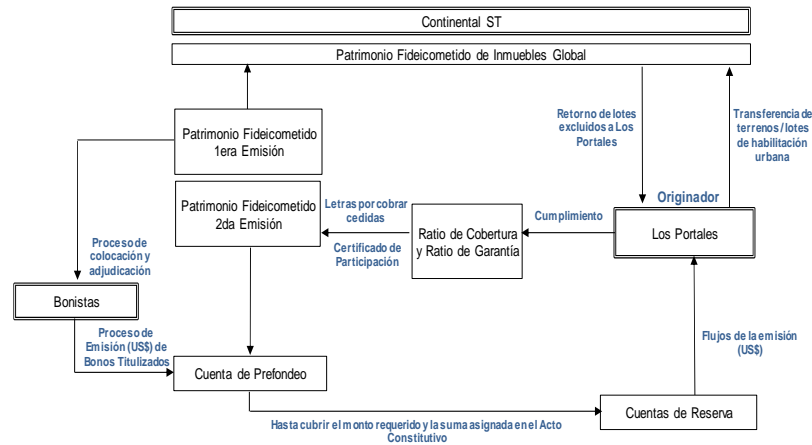 Continental ST
Patrimonio Fideicometido de Inmuebles Global
Retorno de lotes
excluidos a Los
Portales
Transferencia de
terrenos / lotes
de habilitación
urbana
Patrimonio Fideicometido
1era Emisión
Patrimonio Fideicometido
2da Emisión
Letras por cobrar
cedidas
Certificado de
Participación
Ratio de Cobertura
y Ratio de Garantía
Cumplimiento
Originador
Los Portales
Proceso de
colocación y
adjudicación
Bonistas
Proceso de
Emisión (US$) de
Bonos Titulizados
Cuenta de Prefondeo
Flujos de la emisión
(US$)
Cuentas de Reserva
Hasta cubrir el monto requerido y la suma asignada en el Acto
Constitutivo